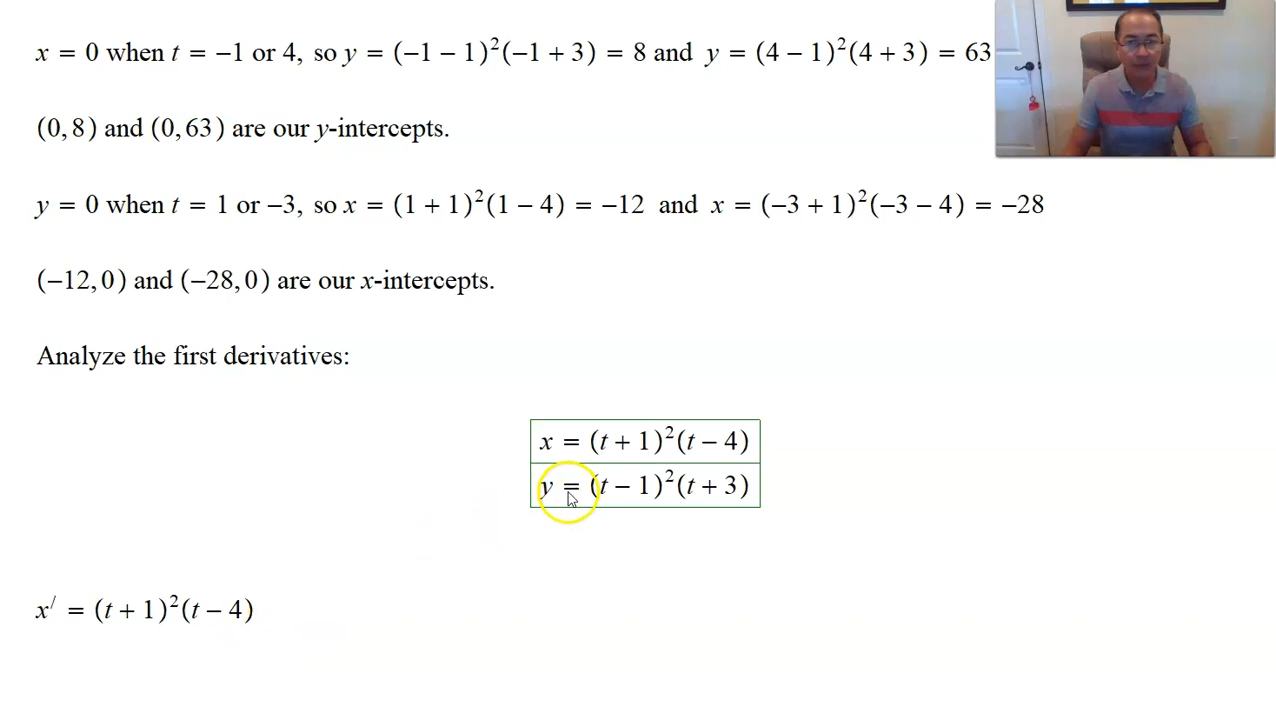 x = 0 when t = −1 or 4, so y = (−1 − 1)²(−1 + 3) = 8 and y = (4 − 1)²(4 + 3) = 63
(0, 8) and (0, 63) are our y-intercepts.
y = 0 when t = 1 or −3, so x = (1 + 1)²(1 − 4) = −12 and x = (−3 + 1)²(−3 − 4) = −28
(−12, 0) and (−28, 0) are our x-intercepts.
Analyze the first derivatives:
x = (t + 1)²(t − 4)
y = (t − 1)²(t + 3)
x′ = (t + 1)²(t − 4)